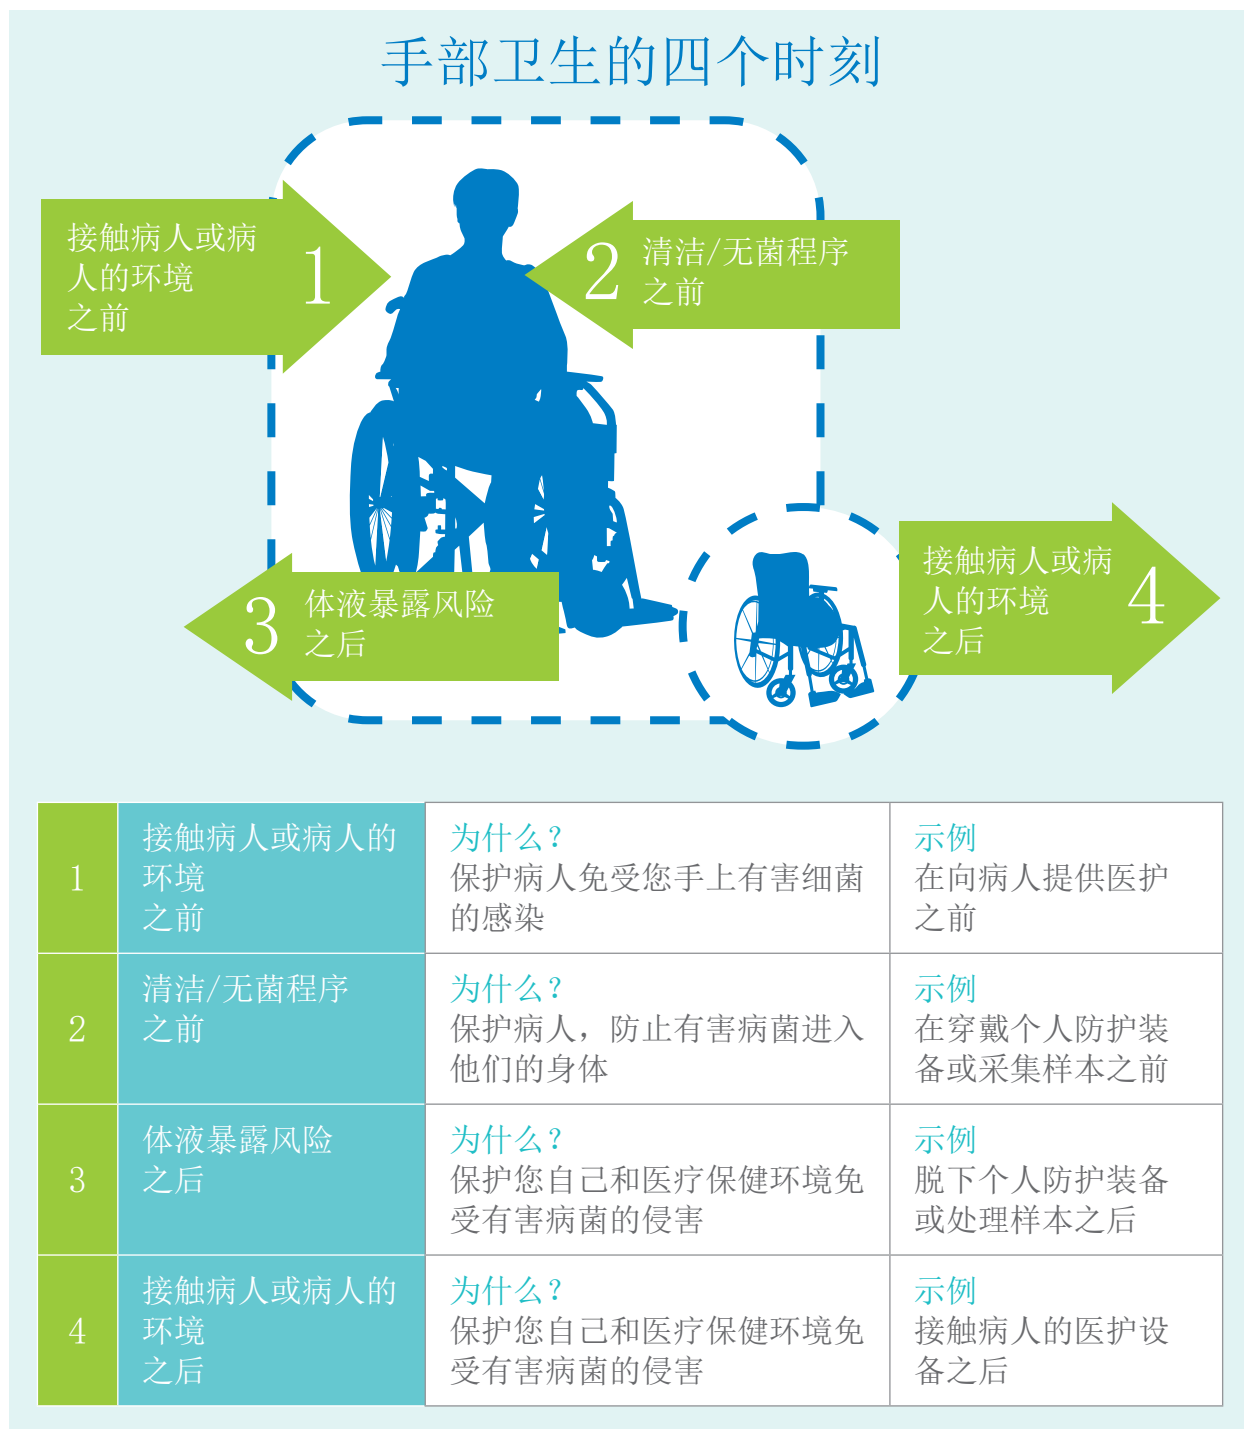 手部卫生的四个时刻
接触病人或病
人的环境
之前
1
2
清洁/无菌程序
之前
3
体液暴露风险
之后
接触病人或病
人的环境
之后
4
1
接触病人或病人的
环境
之前
为什么？
保护病人免受您手上有害细菌
的感染
示例
在向病人提供医护
之前
2
清洁/无菌程序
之前
为什么？
保护病人，防止有害病菌进入
他们的身体
示例
在穿戴个人防护装
备或采集样本之前
3
体液暴露风险
之后
为什么？
保护您自己和医疗保健环境免
受有害病菌的侵害
示例
脱下个人防护装备
或处理样本之后
4
接触病人或病人的
环境
之后
为什么？
保护您自己和医疗保健环境免
受有害病菌的侵害
示例
接触病人的医护设
备之后